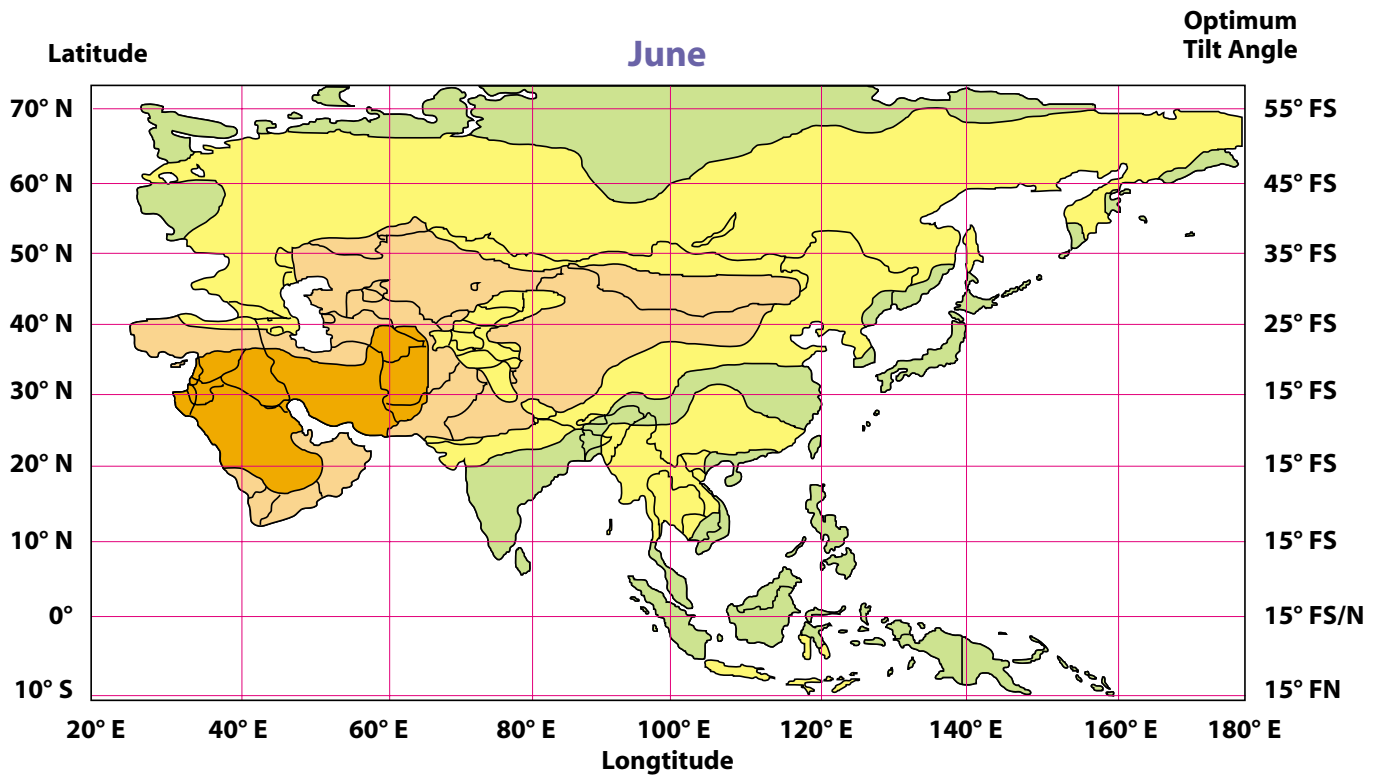 Optimum
Latitude June Tilt Angle
70° N 55° FS
60° N 45° FS
50° N 35° FS
40° N 25° FS
30° N 15° FS
20° N 15° FS
10° N 15° FS
0° 15° FS/N
10° S 15° FN
20° E 40° E 60° E 80° E 100° E 120° E 140° E 160° E 180° E
Longtitude